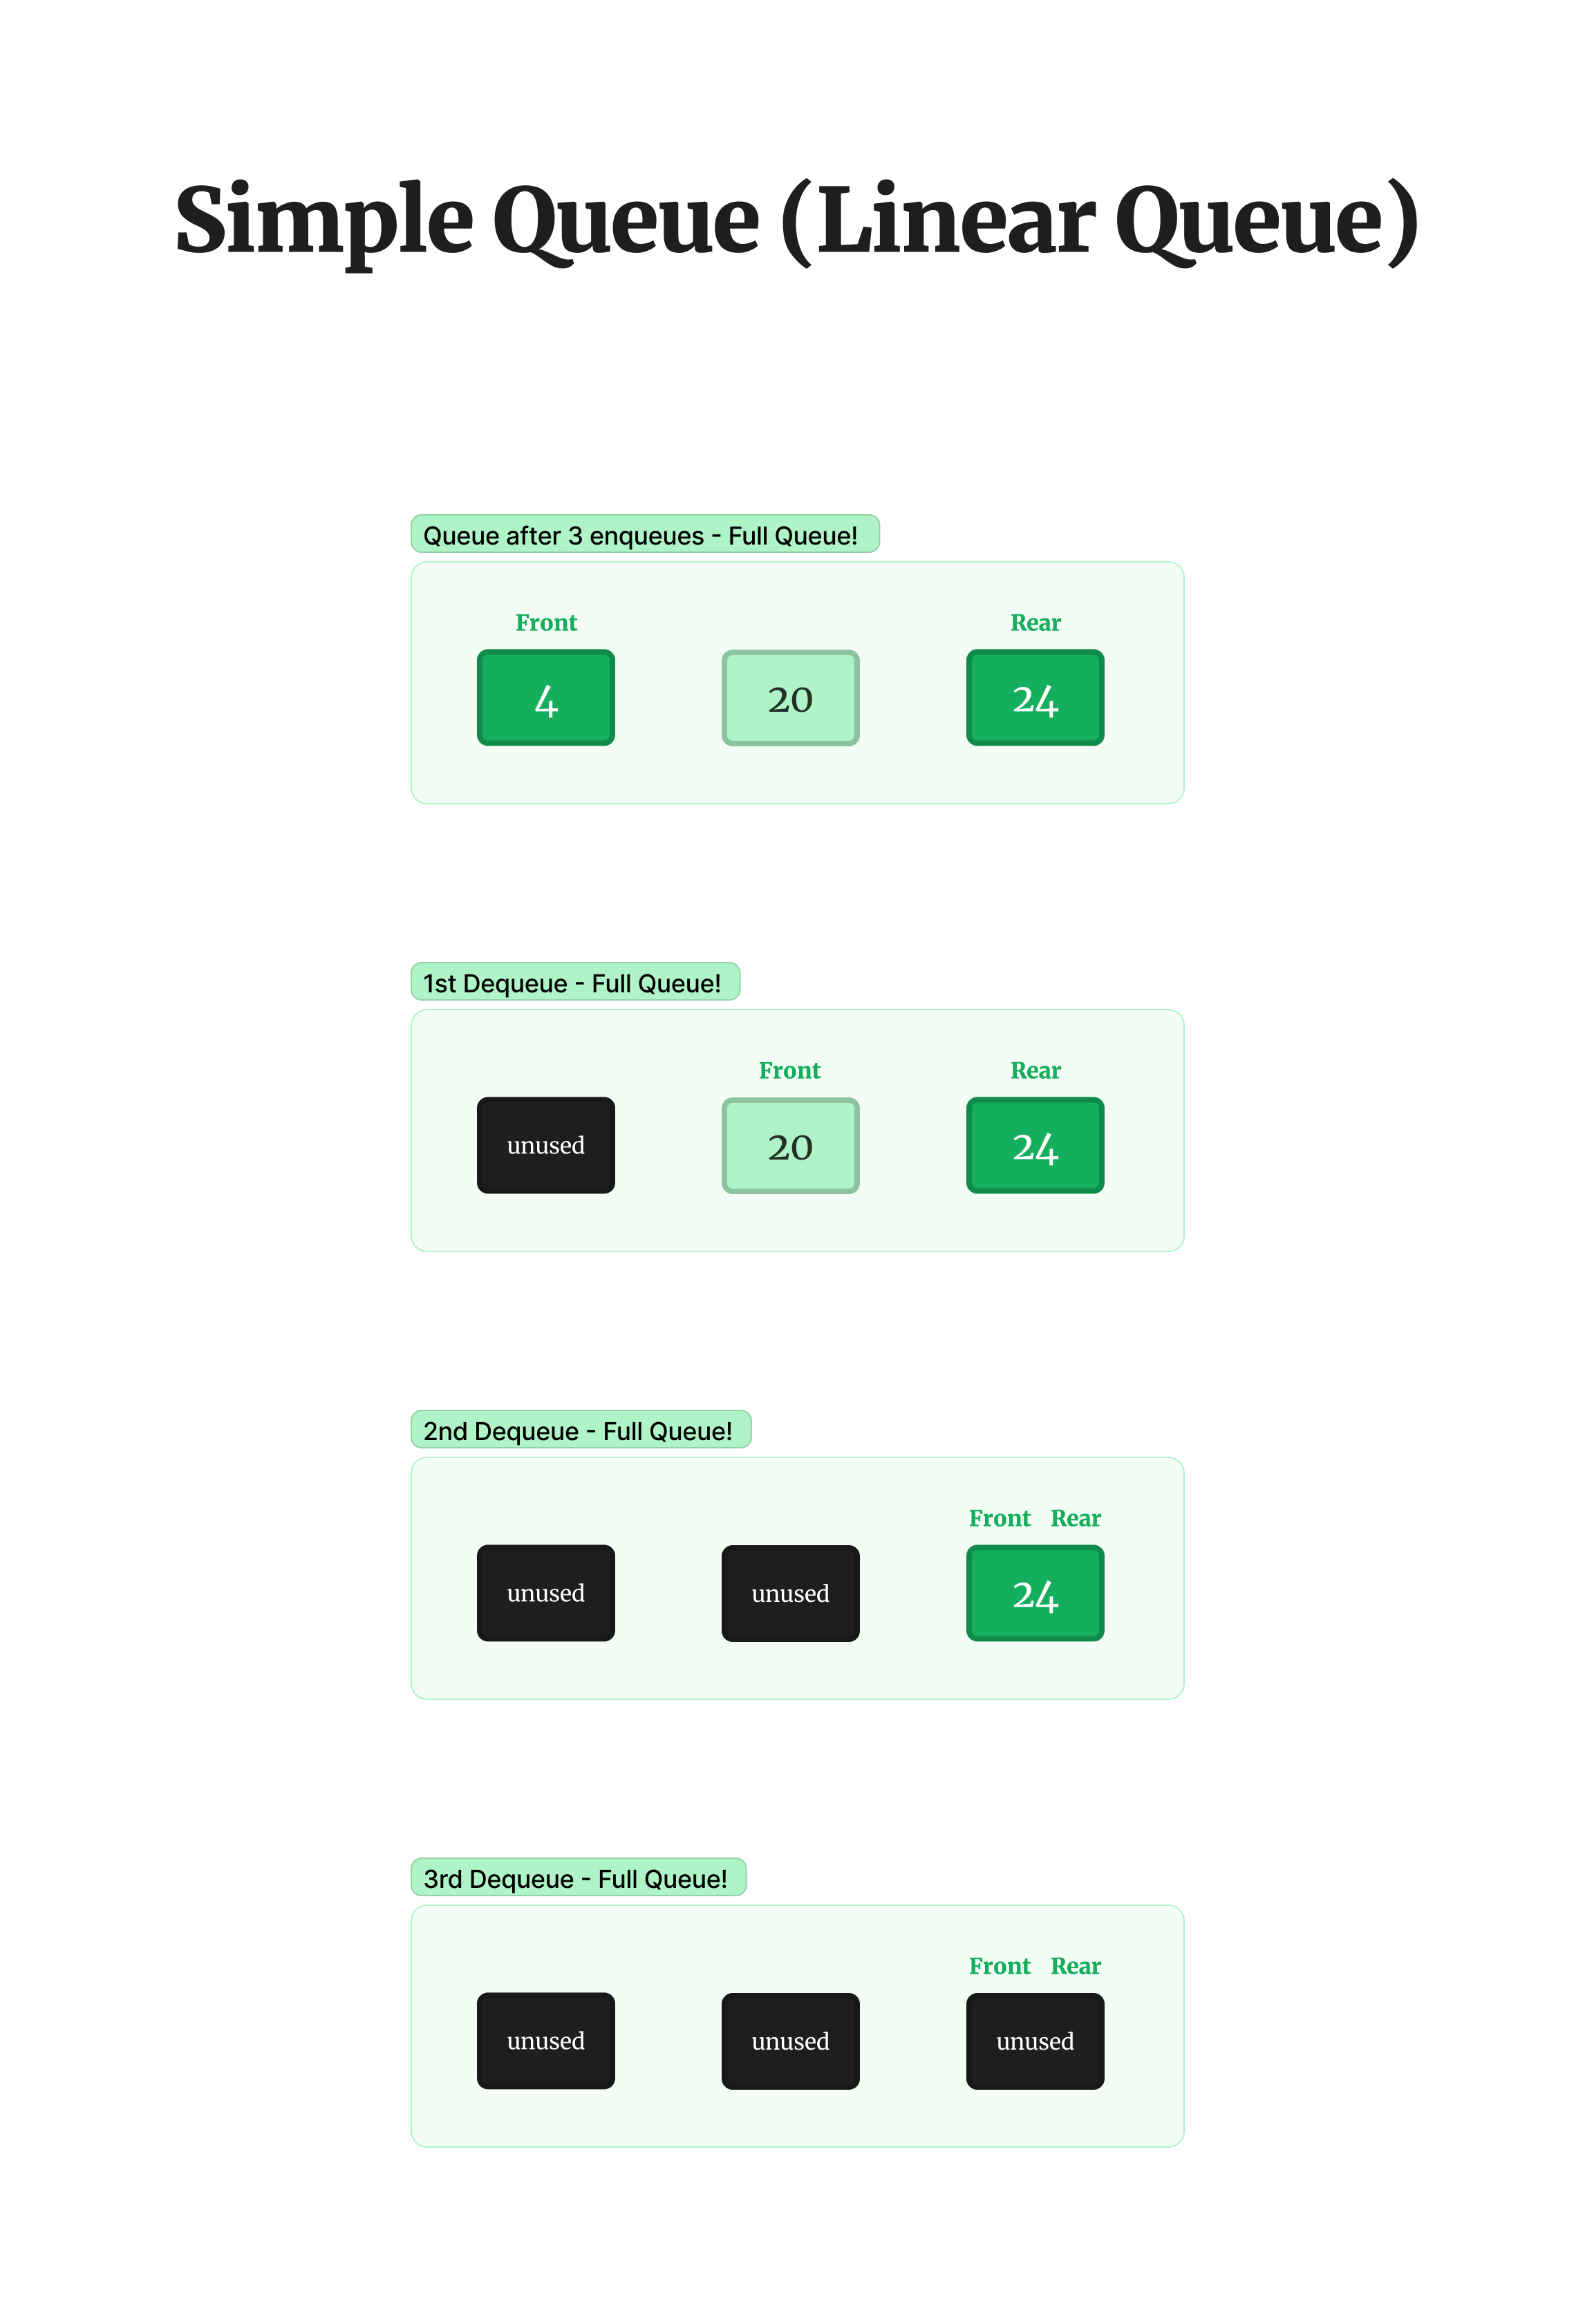 Simple Queue (Linear Queue)
Queue after 3 enqueues - Full Queue!
Front Rear
4 20 24
1st Dequeue - Full Queue!
Front Rear
unused 20 24
2nd Dequeue - Full Queue!
Front Rear
unused unused 24
3rd Dequeue - Full Queue!
Front Rear
unused unused unused